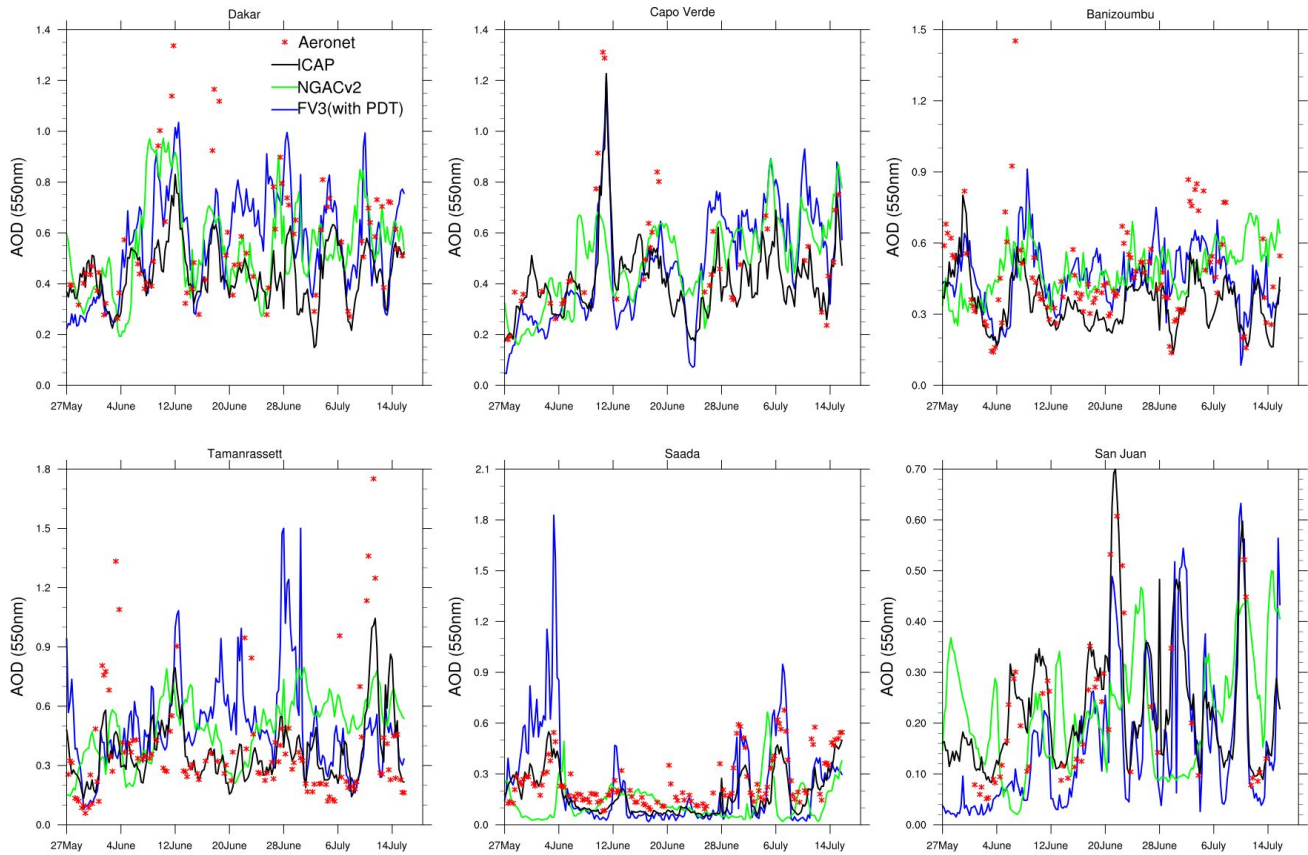 Dakar
AOD (550nm)
1.4
1.2
1.0
0.8
0.6
0.4
0.2
0.0
27May 4June 12June 20June 28June 6July 14July
Aeronet
ICAP
NGACv2
FV3(with PDT)
Capo Verde
AOD (550nm)
1.4
1.2
1.0
0.8
0.6
0.4
0.2
0.0
27May 4June 12June 20June 28June 6July 14July
Banizoumbu
AOD (550nm)
1.5
1.2
0.9
0.6
0.3
0.0
27May 4June 12June 20June 28June 6July 14July
Tamanrassett
AOD (550nm)
1.8
1.5
1.2
0.9
0.6
0.3
0.0
27May 4June 12June 20June 28June 6July 14July
Saada
AOD (550nm)
2.1
1.8
1.5
1.2
0.9
0.6
0.3
0.0
27May 4June 12June 20June 28June 6July 14July
San Juan
AOD (550nm)
0.70
0.60
0.50
0.40
0.30
0.20
0.10
0.00
27May 4June 12June 20June 28June 6July 14July